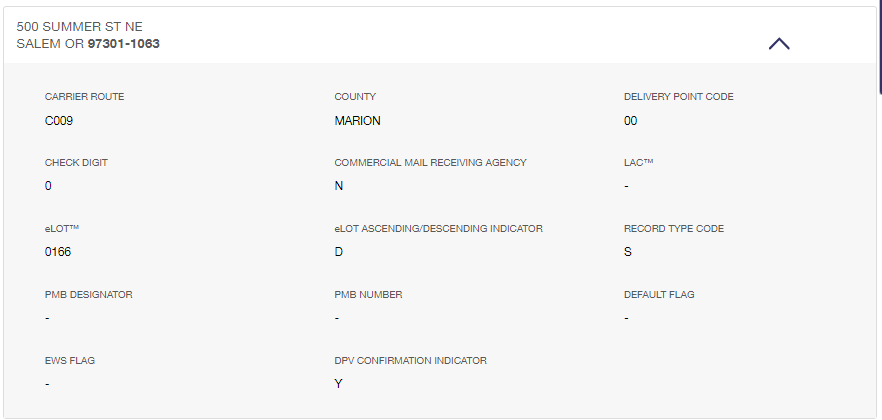 500 SUMMER ST NE
SALEM OR 97301-1063
CARRIER ROUTE
C009
COUNTY
MARION
DELIVERY POINT CODE
00
CHECK DIGIT
0
COMMERCIAL MAIL RECEIVING AGENCY
N
LAC™
-
eLOT™
0166
eLOT ASCENDING/DESCENDING INDICATOR
D
RECORD TYPE CODE
S
PMB DESIGNATOR
-
PMB NUMBER
-
DEFAULT FLAG
-
EWS FLAG
-
DPV CONFIRMATION INDICATOR
Y